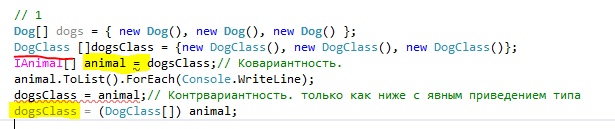 // 1
Dog[] dogs = { new Dog(), new Dog(), new Dog() };
DogClass []dogsClass = {new DogClass(), new DogClass(), new DogClass()};
IAnimal[] animal = dogsClass;// Ковариантность.
animal.ToList().ForEach(Console.WriteLine);
dogsClass = animal;// Контрвариантность. только как ниже с явным приведением типа
dogsClass = (DogClass[]) animal;